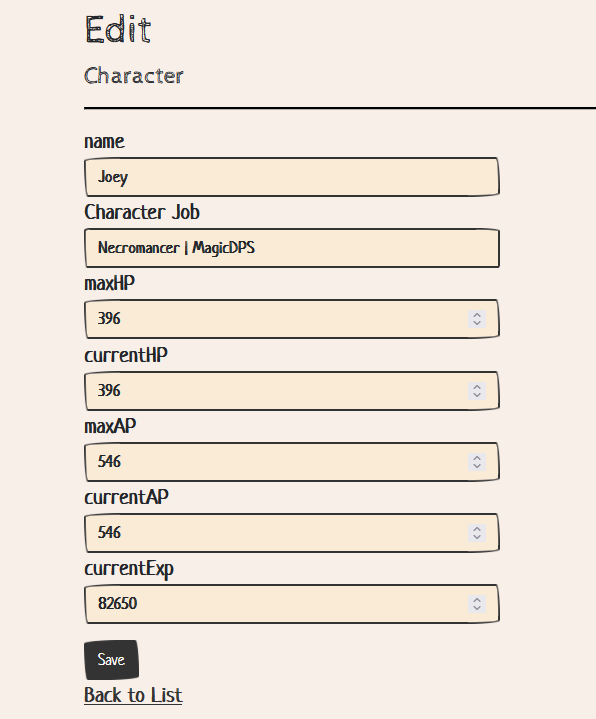 Edit
Character
name
Joey
Character Job
Necromancer | MagicDPS
maxHP
396
currentHP
396
maxAP
546
currentAP
546
currentExp
82650
Save
Back to List